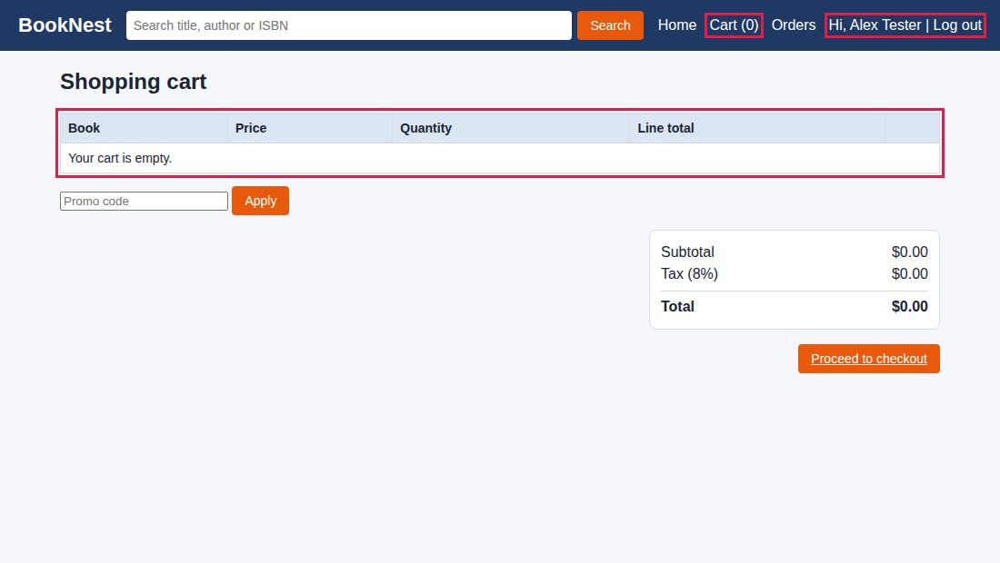 BookNest Search title, author or ISBN Search Home Cart (0) Orders Hi, Alex Tester | Log out
Shopping cart
Book Price Quantity Line total
Your cart is empty.
Promo code Apply
Subtotal $0.00
Tax (8%) $0.00
Total $0.00
Proceed to checkout